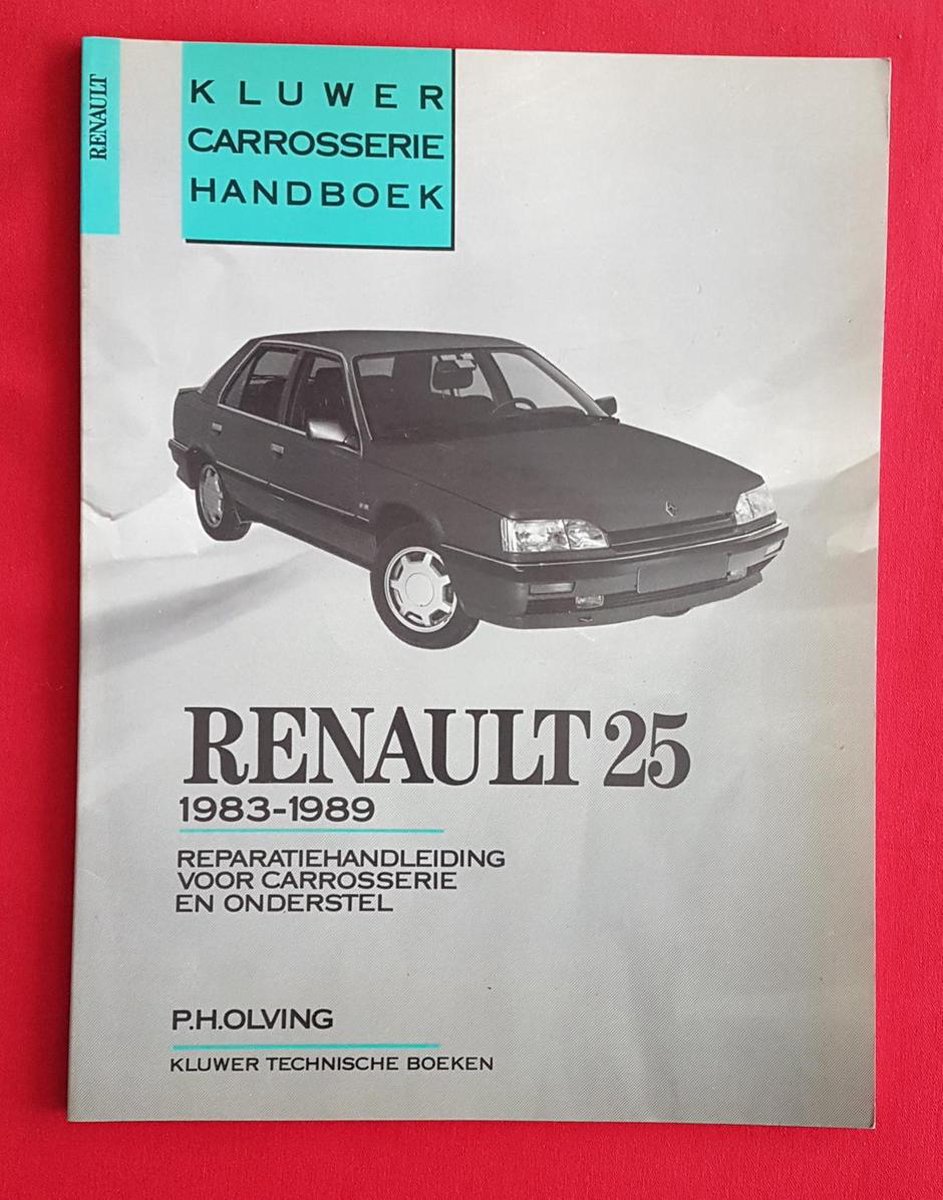 RENAULT
KLUWER
CARROSSERIE
HANDBOEK
RENAULT 25
1983-1989
REPARATIEHANDLEIDING
VOOR CARROSSERIE
EN ONDERSTEL
P.H.OLVING
KLUWER TECHNISCHE BOEKEN